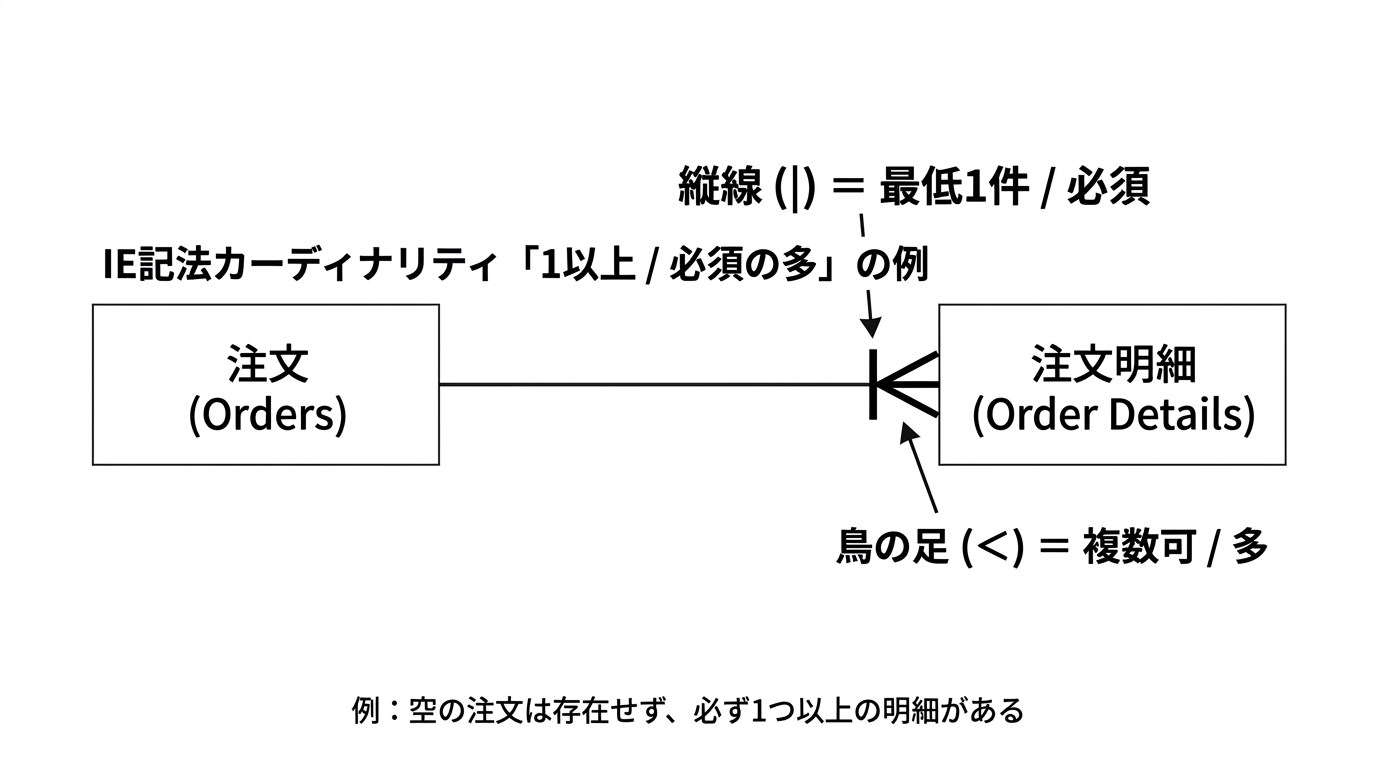 縦線 (|) ＝ 最低1件 / 必須
IE記法カーディナリティ「1以上 / 必須の多」の例
注文
(Orders)
注文明細
(Order Details)
鳥の足 (＜) ＝ 複数可 / 多
例：空の注文は存在せず、必ず1つ以上の明細がある